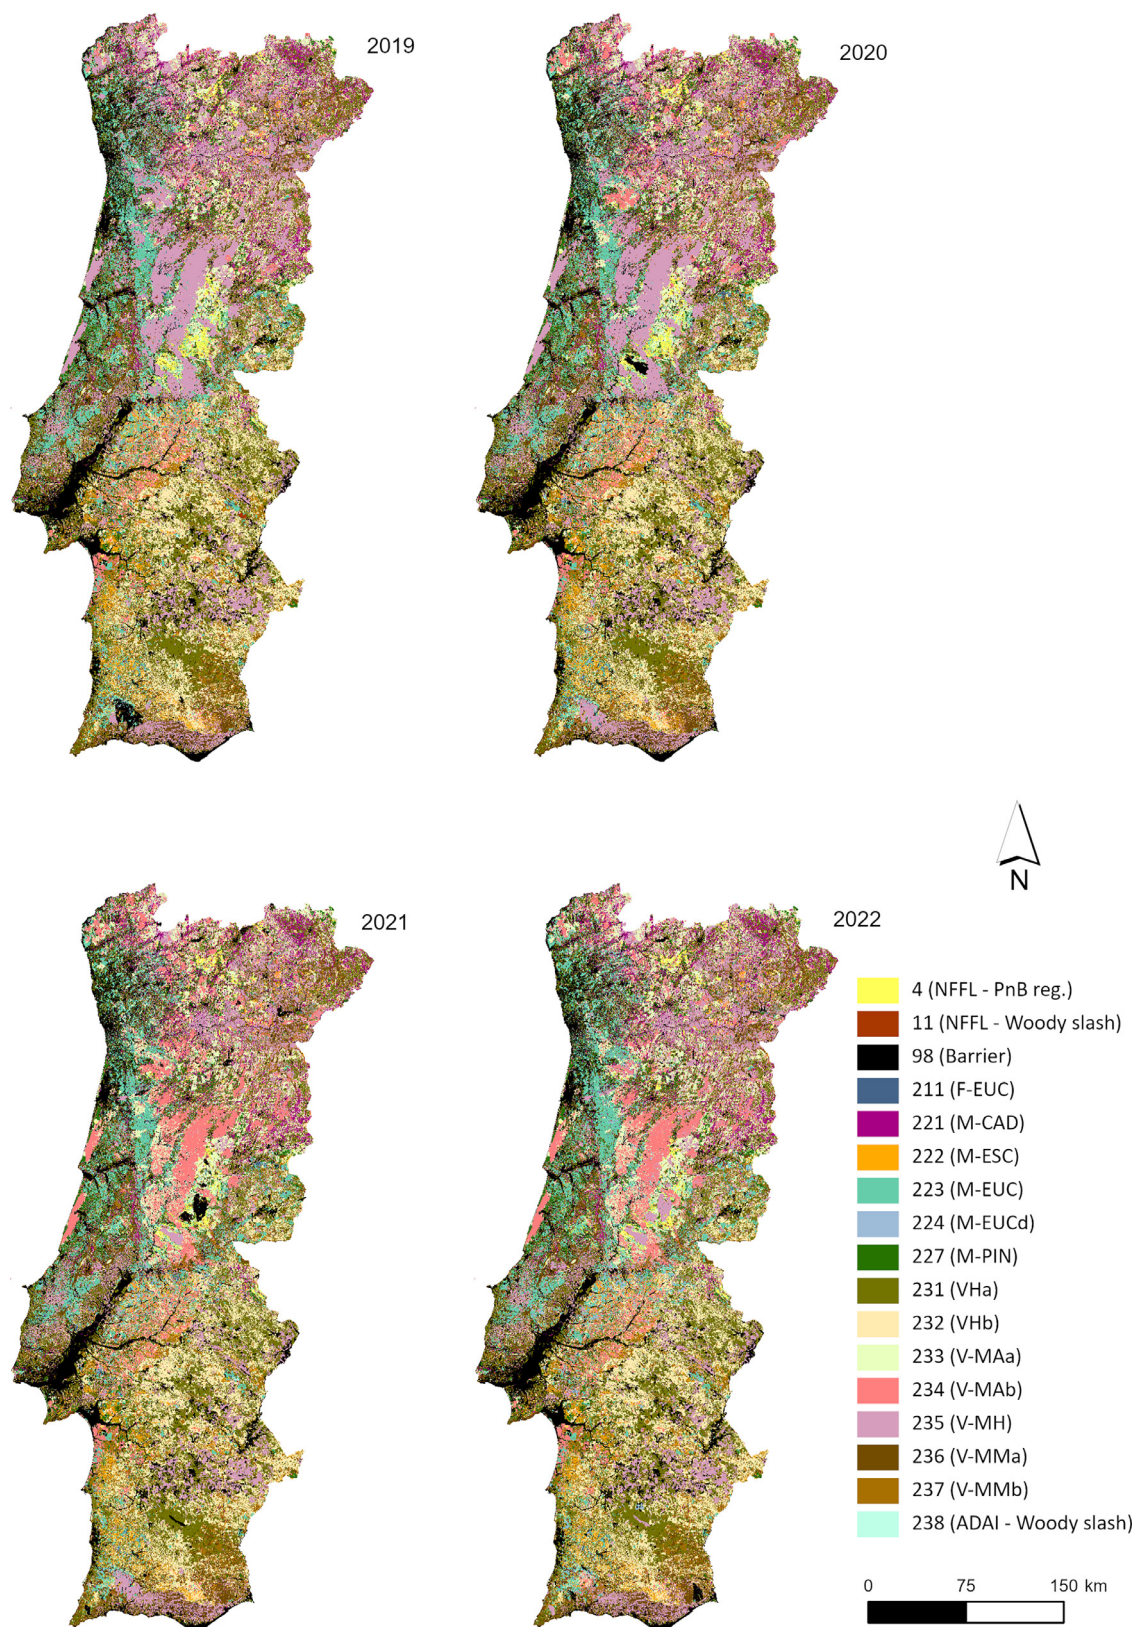 2019
2020
N
2021
2022
4 (NFFL - PnB reg.)
11 (NFFL - Woody slash)
98 (Barrier)
211 (F-EUC)
221 (M-CAD)
222 (M-ESC)
223 (M-EUC)
224 (M-EUCd)
227 (M-PIN)
231 (VHa)
232 (VHb)
233 (V-MAa)
234 (V-MAb)
235 (V-MH)
236 (V-MMa)
237 (V-MMb)
238 (ADAI - Woody slash)
0 75 150 km